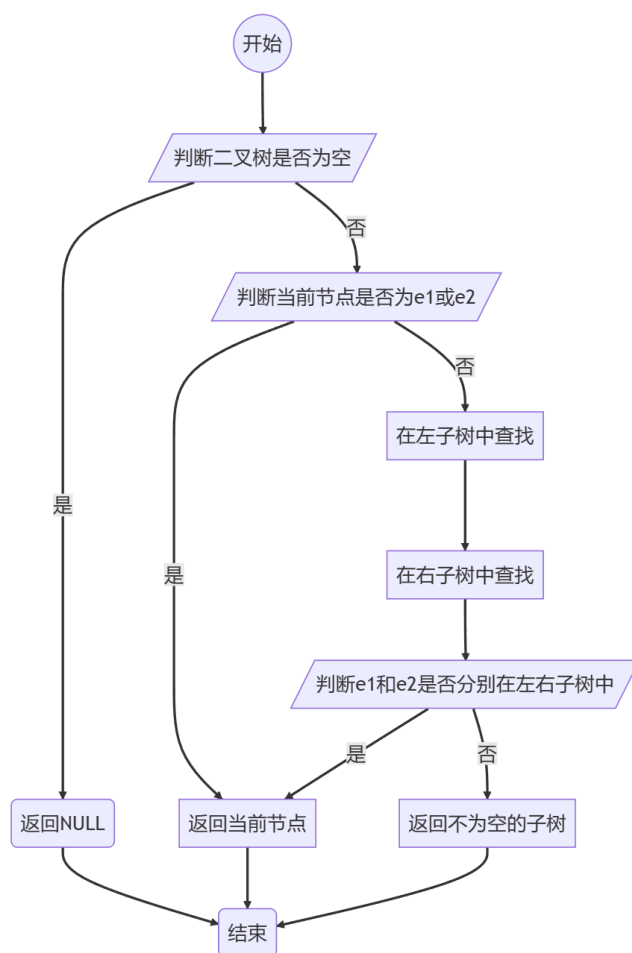 开始
判断二叉树是否为空
否
判断当前节点是否为e1或e2
否
在左子树中查找
是
在右子树中查找
是
判断e1和e2是否分别在左右子树中
是
否
返回NULL
返回当前节点
返回不为空的子树
结束